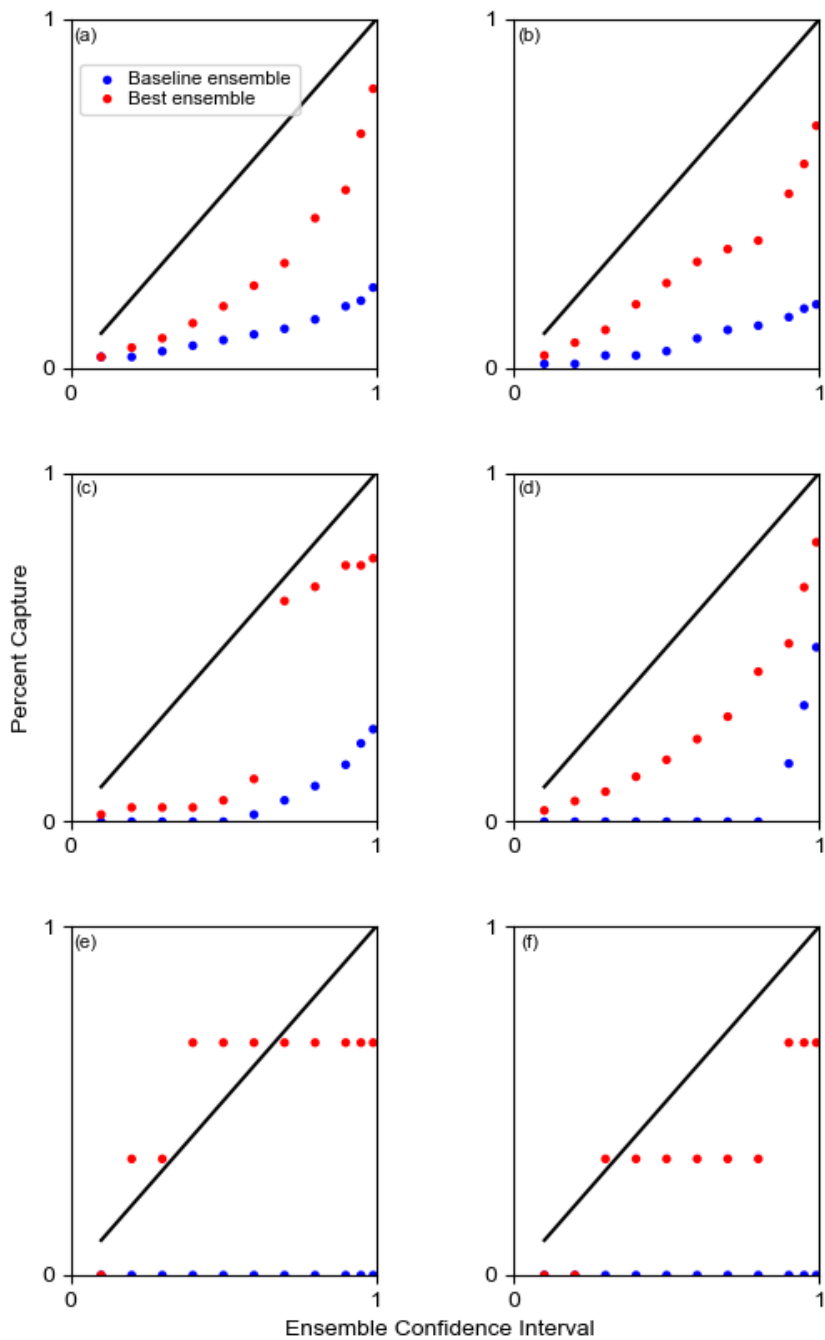 1
(a)
Baseline ensemble
Best ensemble
0
0
1
1
(b)
0
0
1
1
(c)
0
0
1
1
(d)
0
0
1
Percent Capture
1
(e)
0
0
1
1
(f)
0
0
1
Ensemble Confidence Interval